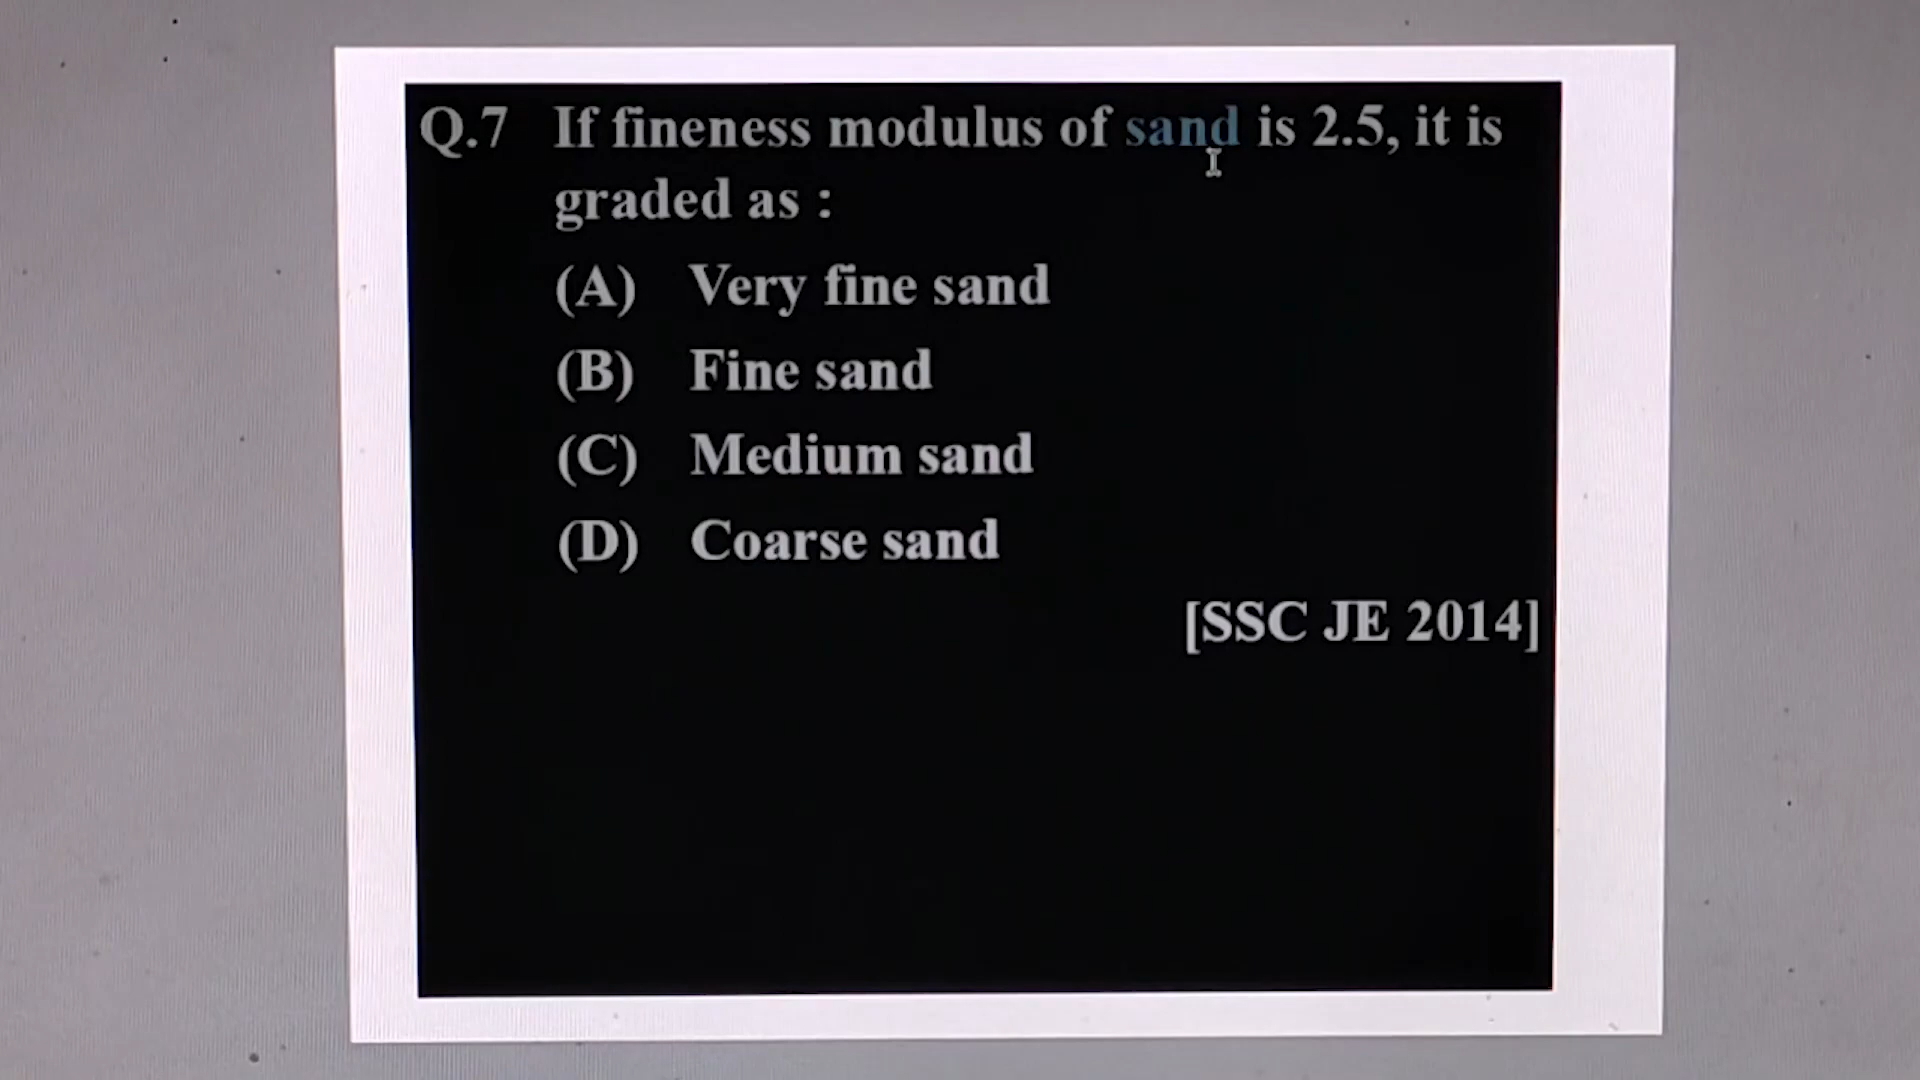 Q.7 If fineness modulus of sand is 2.5, it is
graded as :
(A) Very fine sand
(B) Fine sand
(C) Medium sand
(D) Coarse sand
[SSC JE 2014]